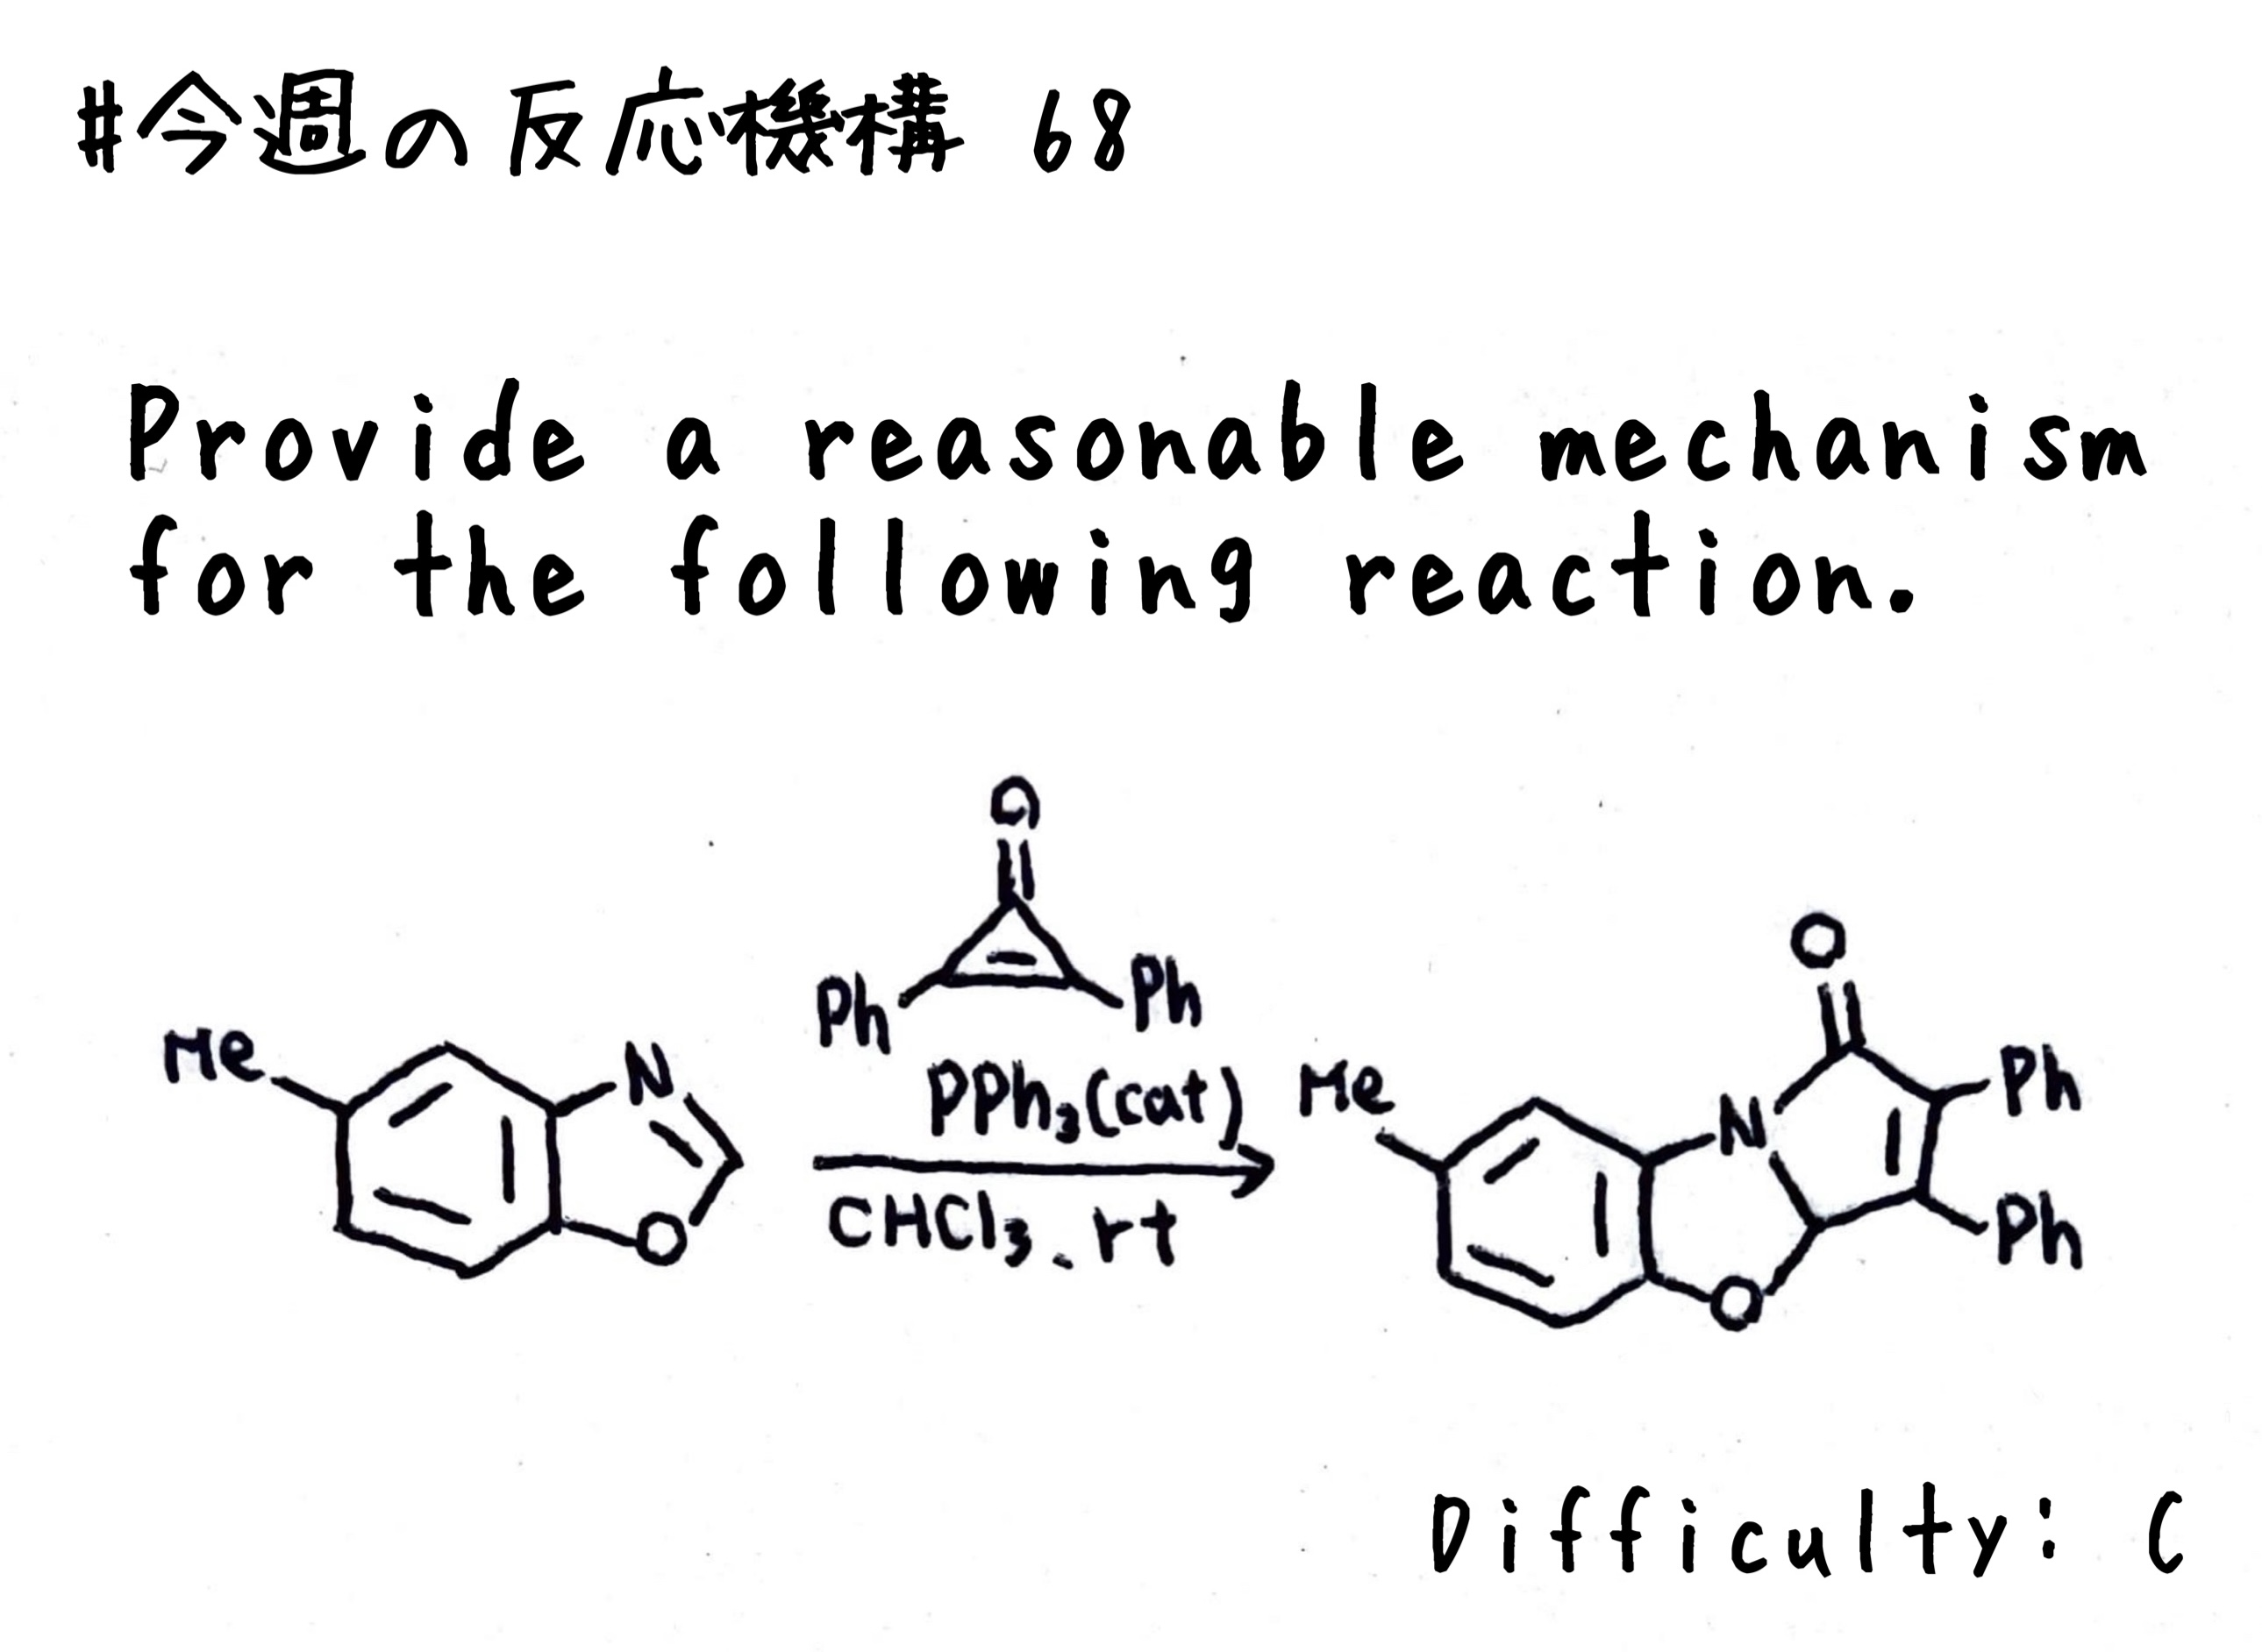 #今週の反応機構 68
Provide a reasonable mechanism
for the following reaction.
O
Ph Ph
PPh₃(cat)
CHCl₃. rt
Me N O
Me N O O Ph Ph
Difficulty: C